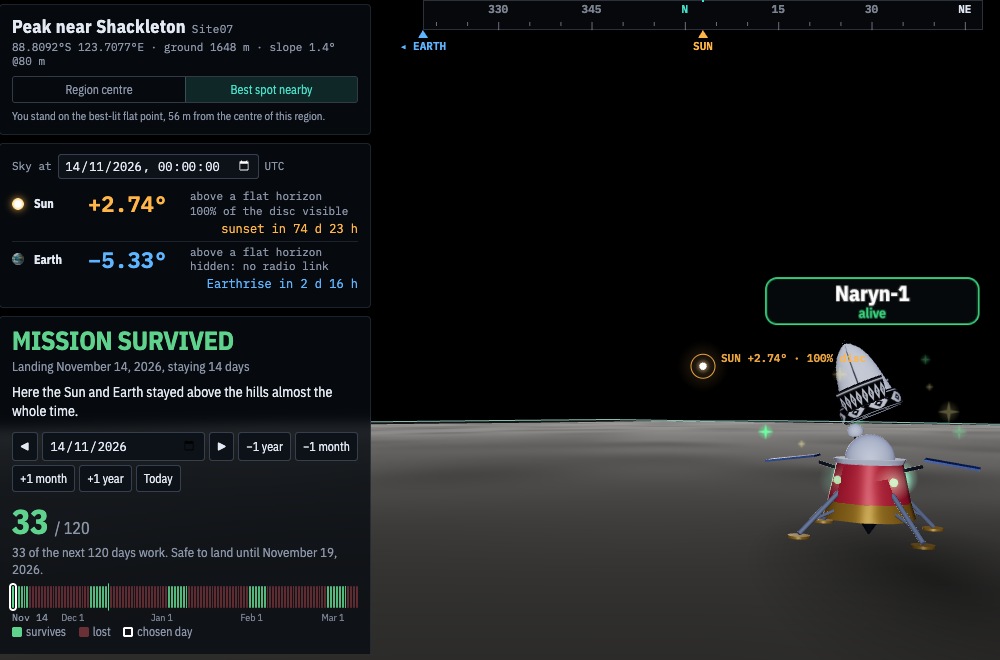 Peak near Shackleton Site07
88.8092°S 123.7077°E · ground 1648 m · slope 1.4°
@80 m
Region centre
Best spot nearby
You stand on the best-lit flat point, 56 m from the centre of this region.
Sky at 14/11/2026, 00:00:00 UTC
Sun +2.74° above a flat horizon
100% of the disc visible
sunset in 74 d 23 h
Earth −5.33° above a flat horizon
hidden: no radio link
Earthrise in 2 d 16 h
MISSION SURVIVED
Landing November 14, 2026, staying 14 days
Here the Sun and Earth stayed above the hills almost the
whole time.
◀ 14/11/2026 ▶ −1 year −1 month
+1 month +1 year Today
33 / 120
33 of the next 120 days work. Safe to land until November 19,
2026.
Nov 14 Dec 1 Jan 1 Feb 1 Mar 1
survives lost chosen day
330 345 N 15 30 NE
◂ EARTH SUN
Naryn-1
alive
SUN +2.74° · 100%